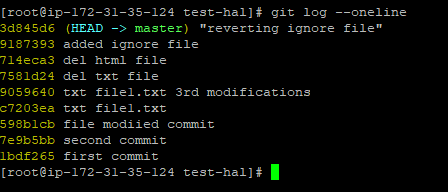 [root@ip-172-31-35-124 test-hal]# git log --oneline
3d845d6 (HEAD -> master) "reverting ignore file"
9187393 added ignore file
714eca3 del html file
7581d24 del txt file
9059640 txt file1.txt 3rd modifications
c7203ea txt file1.txt
598b1cb file modiied commit
7e9b5bb second commit
1bdf265 first commit
[root@ip-172-31-35-124 test-hal]#